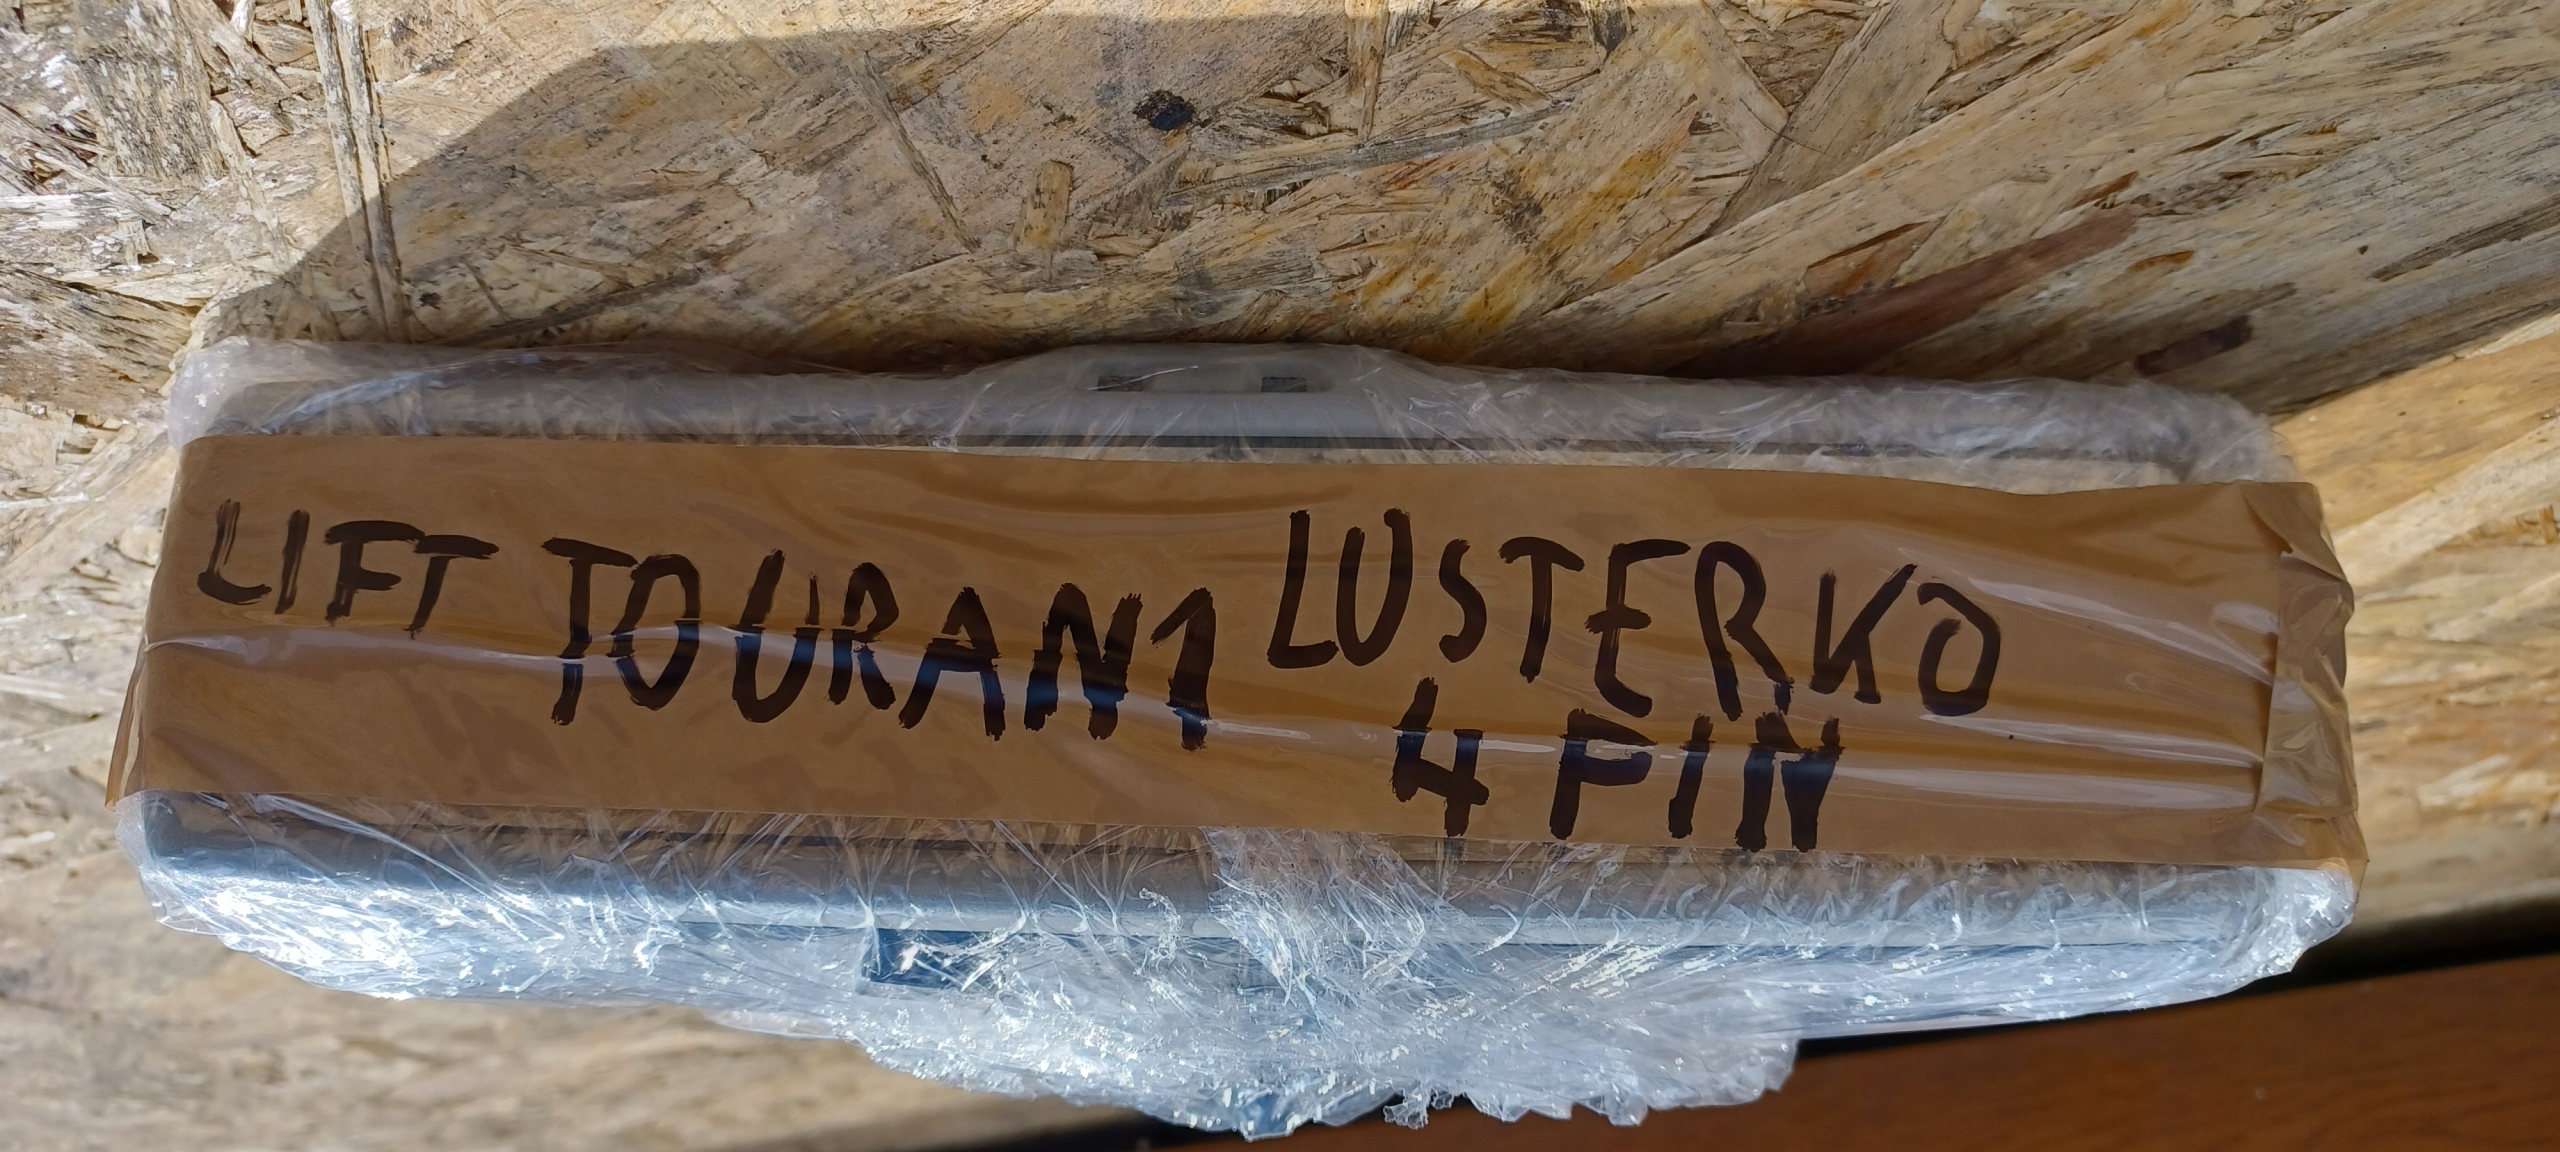 LIFT TOURAN1 LUSTERKO
4 PIN